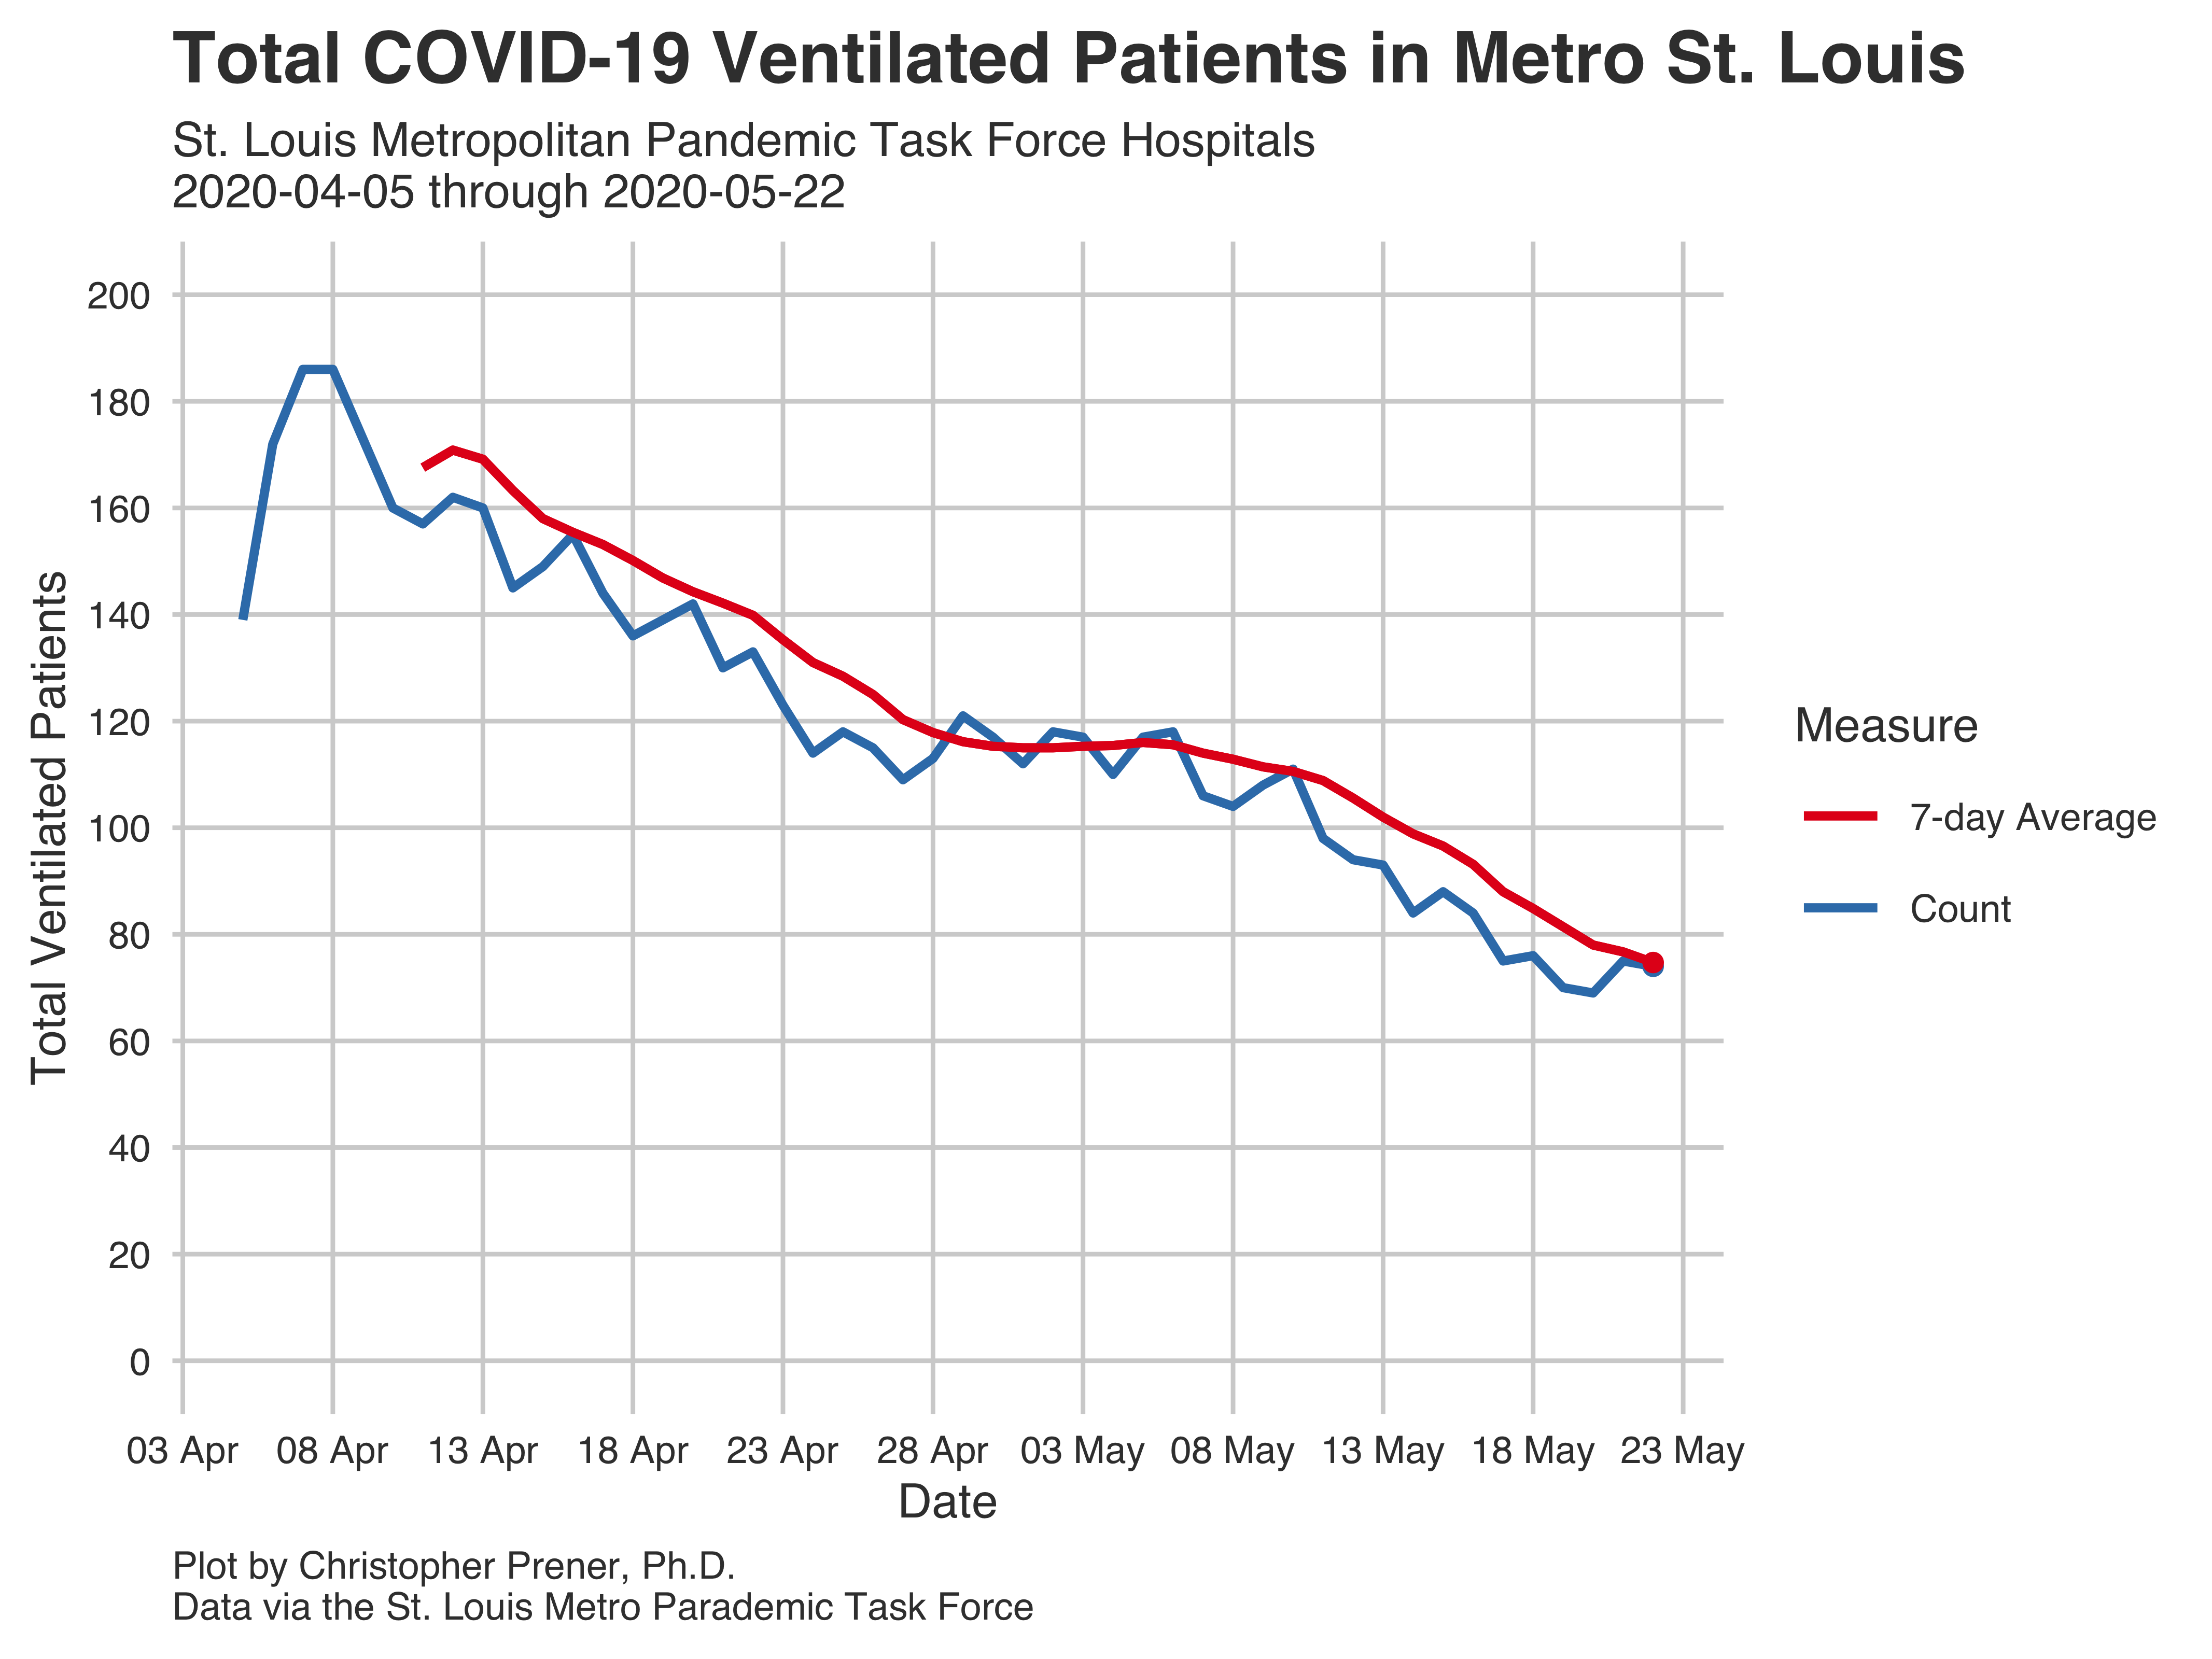 Total COVID-19 Ventilated Patients in Metro St. Louis
St. Louis Metropolitan Pandemic Task Force Hospitals
2020-04-05 through 2020-05-22
200
180
160
140
120
100
80
60
40
20
0
Total Ventilated Patients
03 Apr 08 Apr 13 Apr 18 Apr 23 Apr 28 Apr 03 May 08 May 13 May 18 May 23 May
Date
Measure
7-day Average
Count
Plot by Christopher Prener, Ph.D.
Data via the St. Louis Metro Parademic Task Force